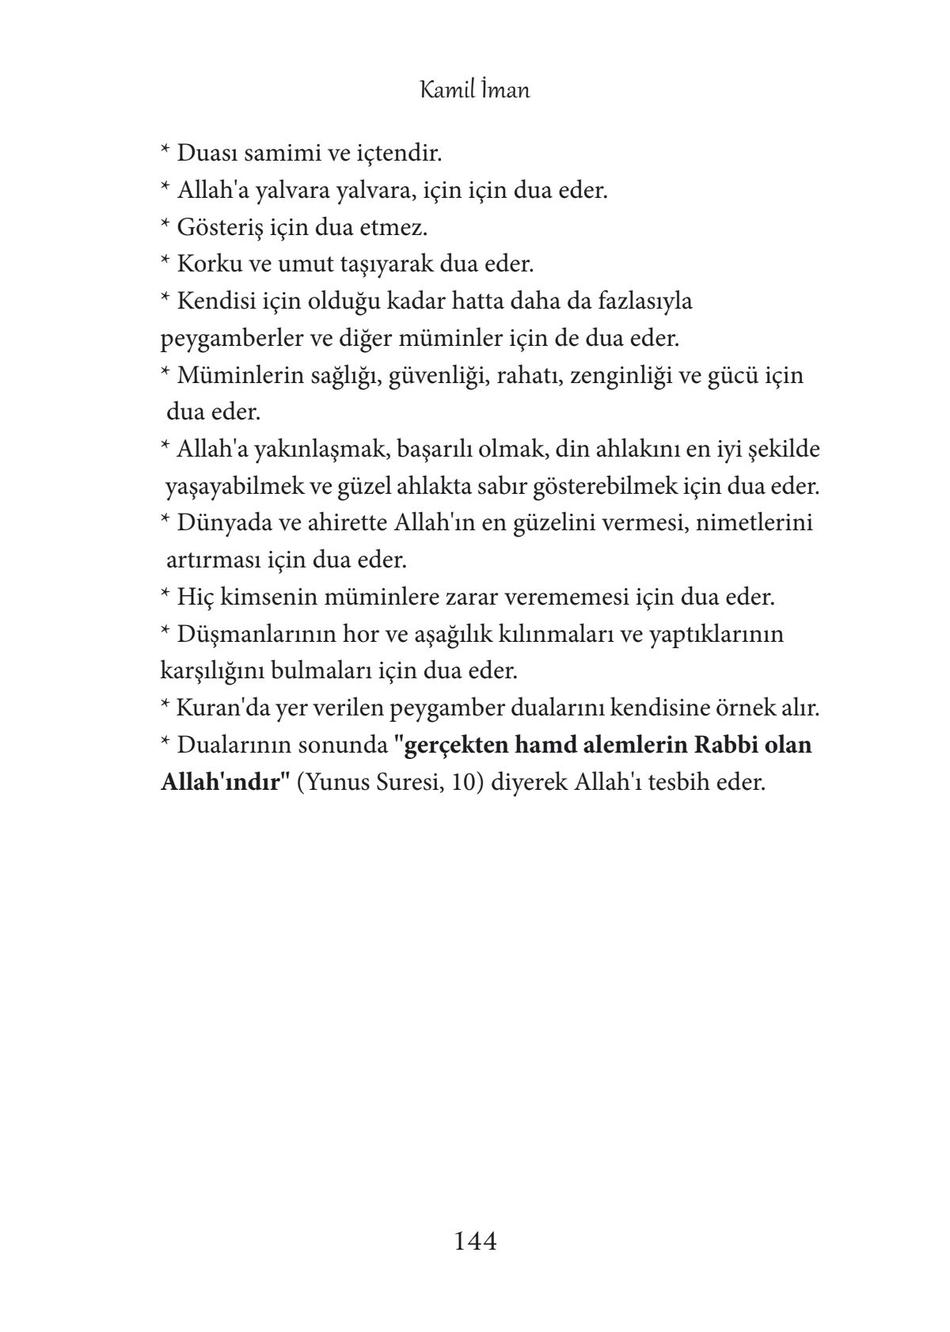 Kamil İman
* Duası samimi ve içtendir.
* Allah'a yalvara yalvara, için için dua eder.
* Gösteriş için dua etmez.
* Korku ve umut taşıyarak dua eder.
* Kendisi için olduğu kadar hatta daha da fazlasıyla
peygamberler ve diğer müminler için de dua eder.
* Müminlerin sağlığı, güvenliği, rahatı, zenginliği ve gücü için
dua eder.
* Allah'a yakınlaşmak, başarılı olmak, din ahlakını en iyi şekilde
yaşayabilmek ve güzel ahlakta sabır gösterebilmek için dua eder.
* Dünyada ve ahirette Allah'ın en güzelini vermesi, nimetlerini
artırması için dua eder.
* Hiç kimsenin müminlere zarar verememesi için dua eder.
* Düşmanlarının hor ve aşağılık kılınmaları ve yaptıklarının
karşılığını bulmaları için dua eder.
* Kuran'da yer verilen peygamber dualarını kendisine örnek alır.
* Dualarının sonunda "gerçekten hamd alemlerin Rabbi olan
Allah'ındır" (Yunus Suresi, 10) diyerek Allah'ı tesbih eder.
144